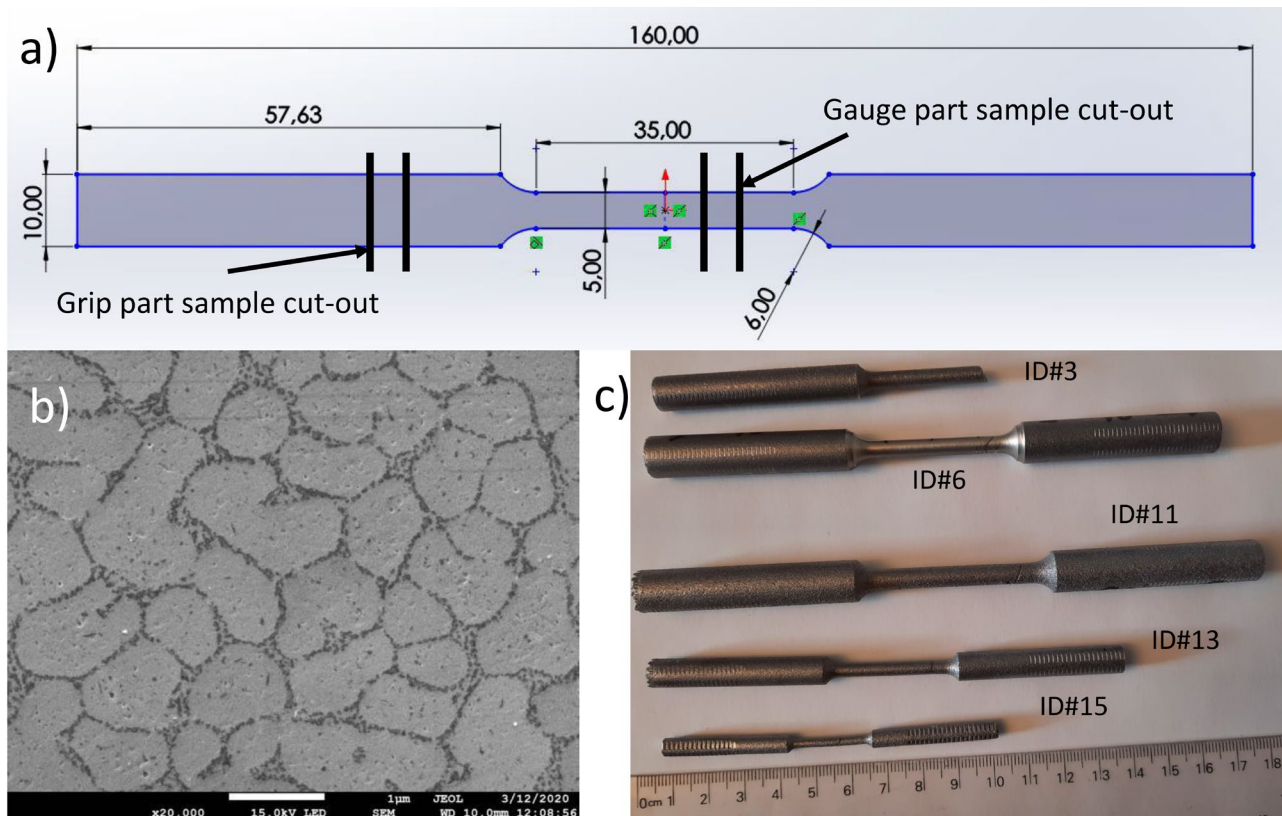 a)
160,00
57,63
35,00
Gauge part sample cut-out
10,00
5,00
6,00
Grip part sample cut-out
b)
1µm JEOL 3/12/2020
x20,000 15.0kV LED SEM WD 10.0mm 12:08:56
c)
ID#3
ID#6
ID#11
ID#13
ID#15
0cm 1 2 3 4 5 6 7 8 9 10 11 12 13 14 15 16 17 18